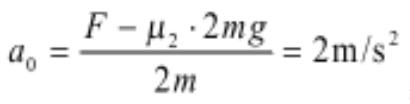 a₀ = (F − μ₂ · 2mg) / 2m = 2m/s²